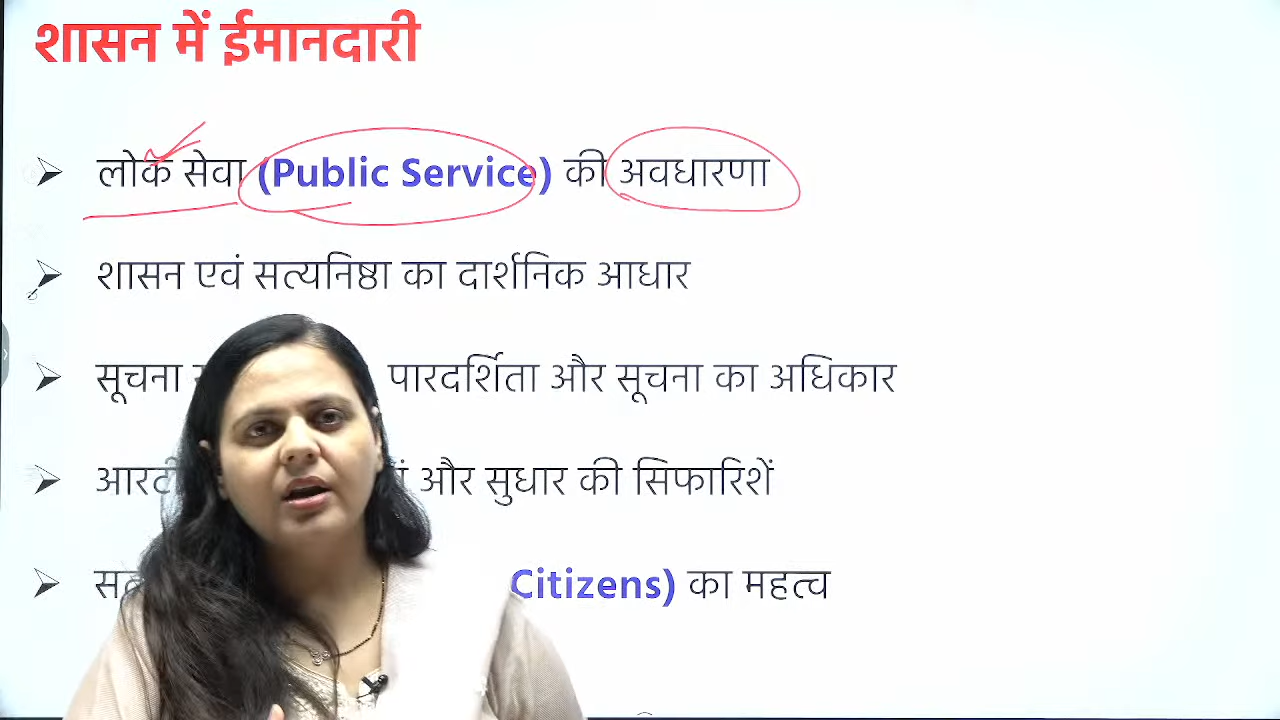 शासन में ईमानदारी
लोक सेवा (Public Service) की अवधारणा
शासन एवं सत्यनिष्ठा का दार्शनिक आधार
सूचना पारदर्शिता और सूचना का अधिकार
और सुधार की सिफारिशें
Citizens) का महत्व